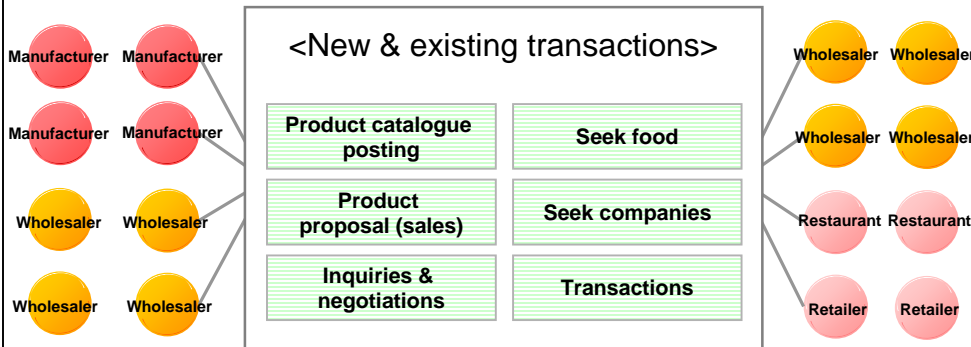 <New & existing transactions>
Manufacturer Manufacturer
Manufacturer Manufacturer
Wholesaler Wholesaler
Wholesaler Wholesaler
Product catalogue
posting
Seek food
Product
proposal (sales)
Seek companies
Inquiries &
negotiations
Transactions
Wholesaler Wholesaler
Wholesaler Wholesaler
Restaurant Restaurant
Retailer Retailer